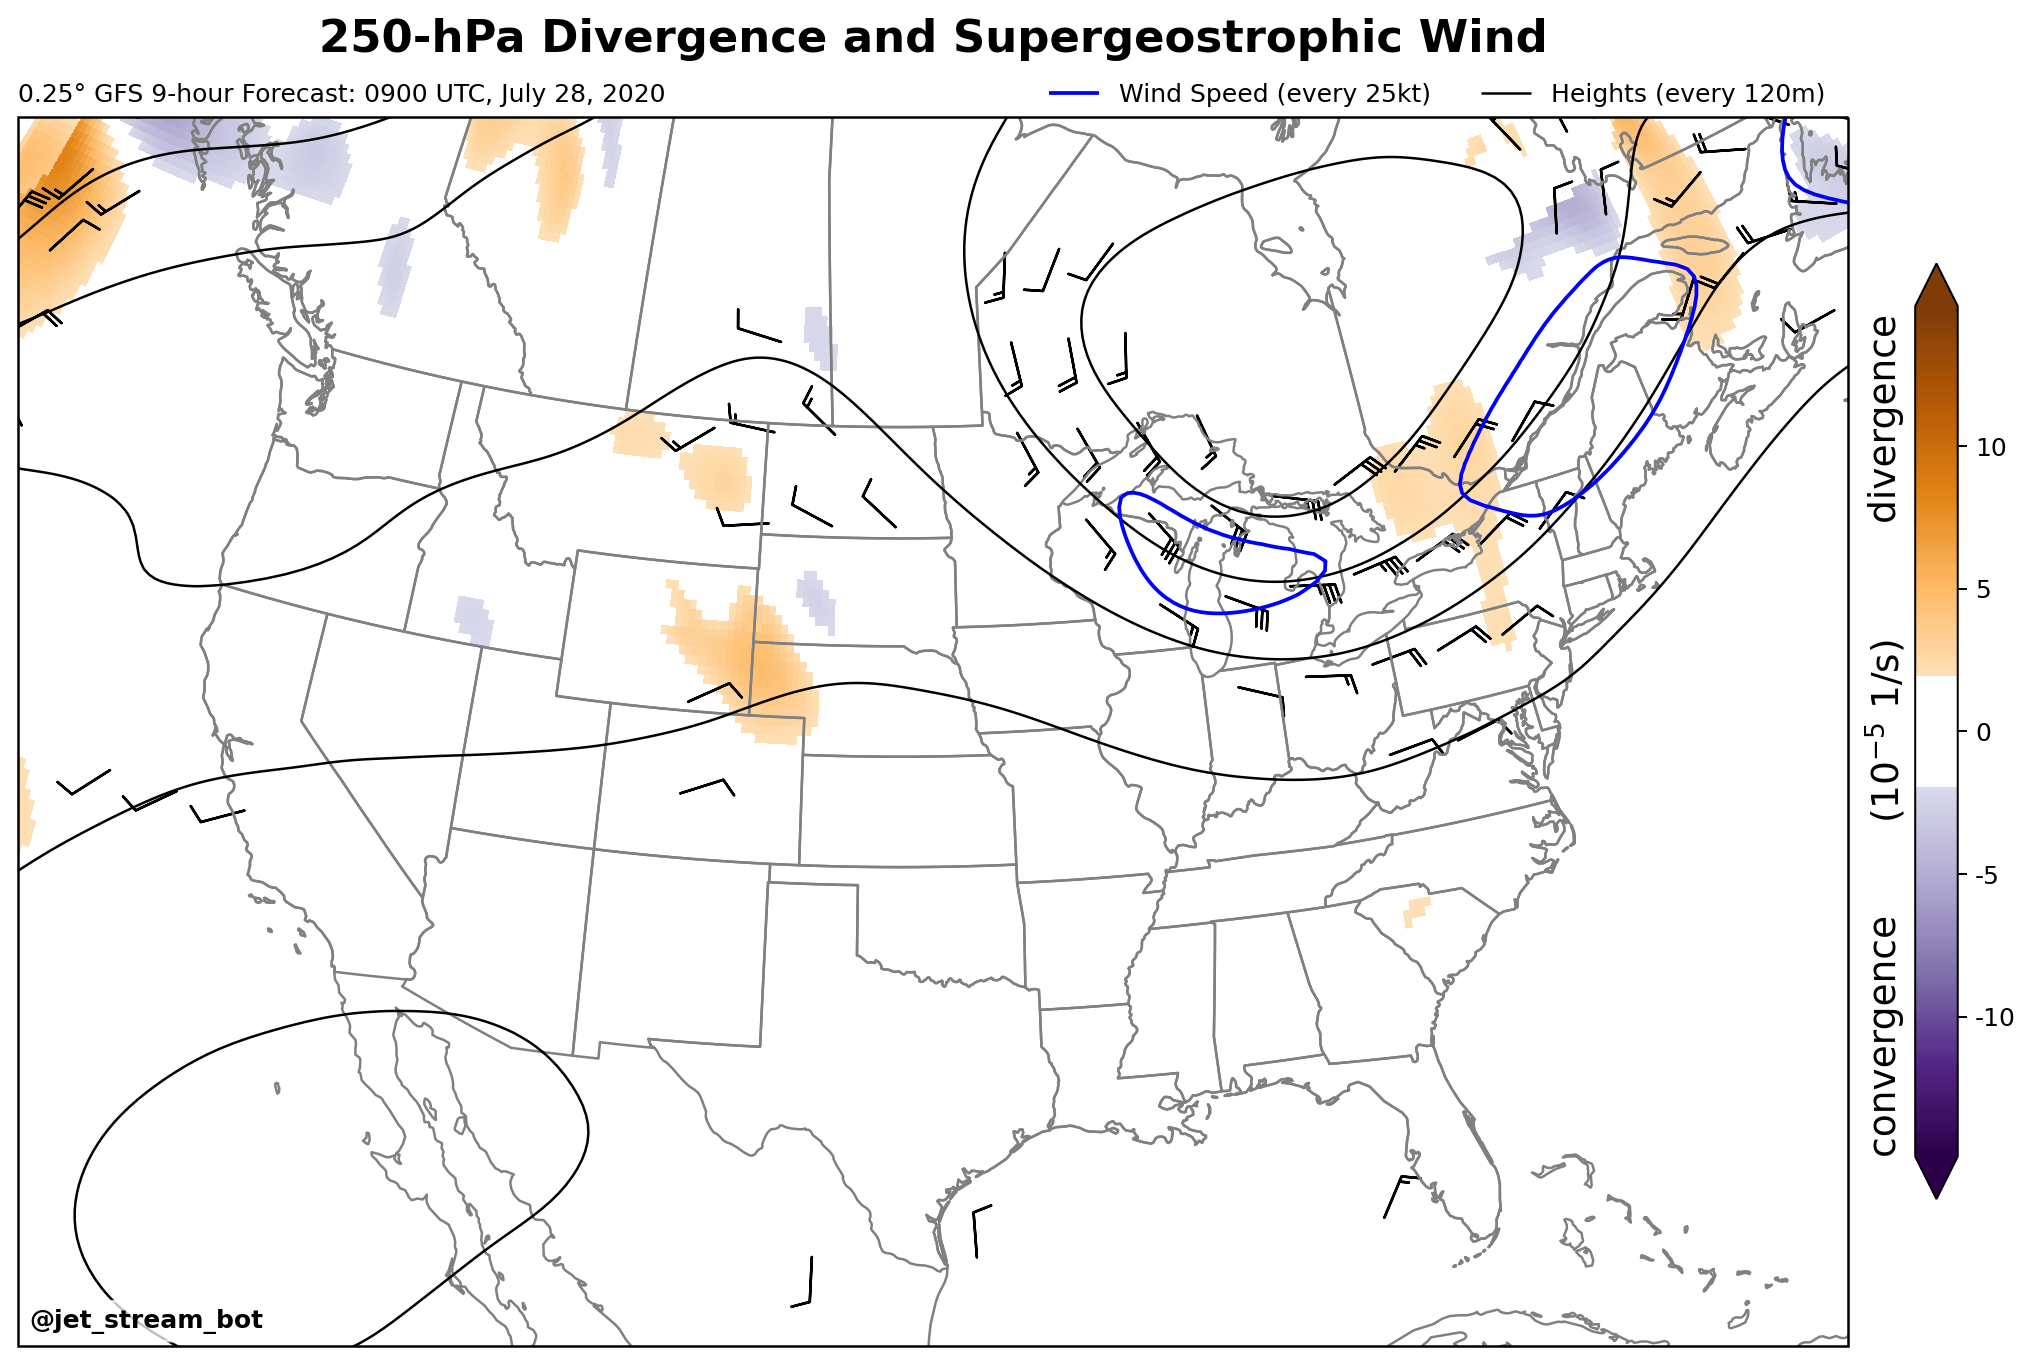 250-hPa Divergence and Supergeostrophic Wind
0.25° GFS 9-hour Forecast: 0900 UTC, July 28, 2020
Wind Speed (every 25kt)
Heights (every 120m)
10
5
0
-5
-10
convergence (10⁻⁵ 1/s) divergence
@jet_stream_bot